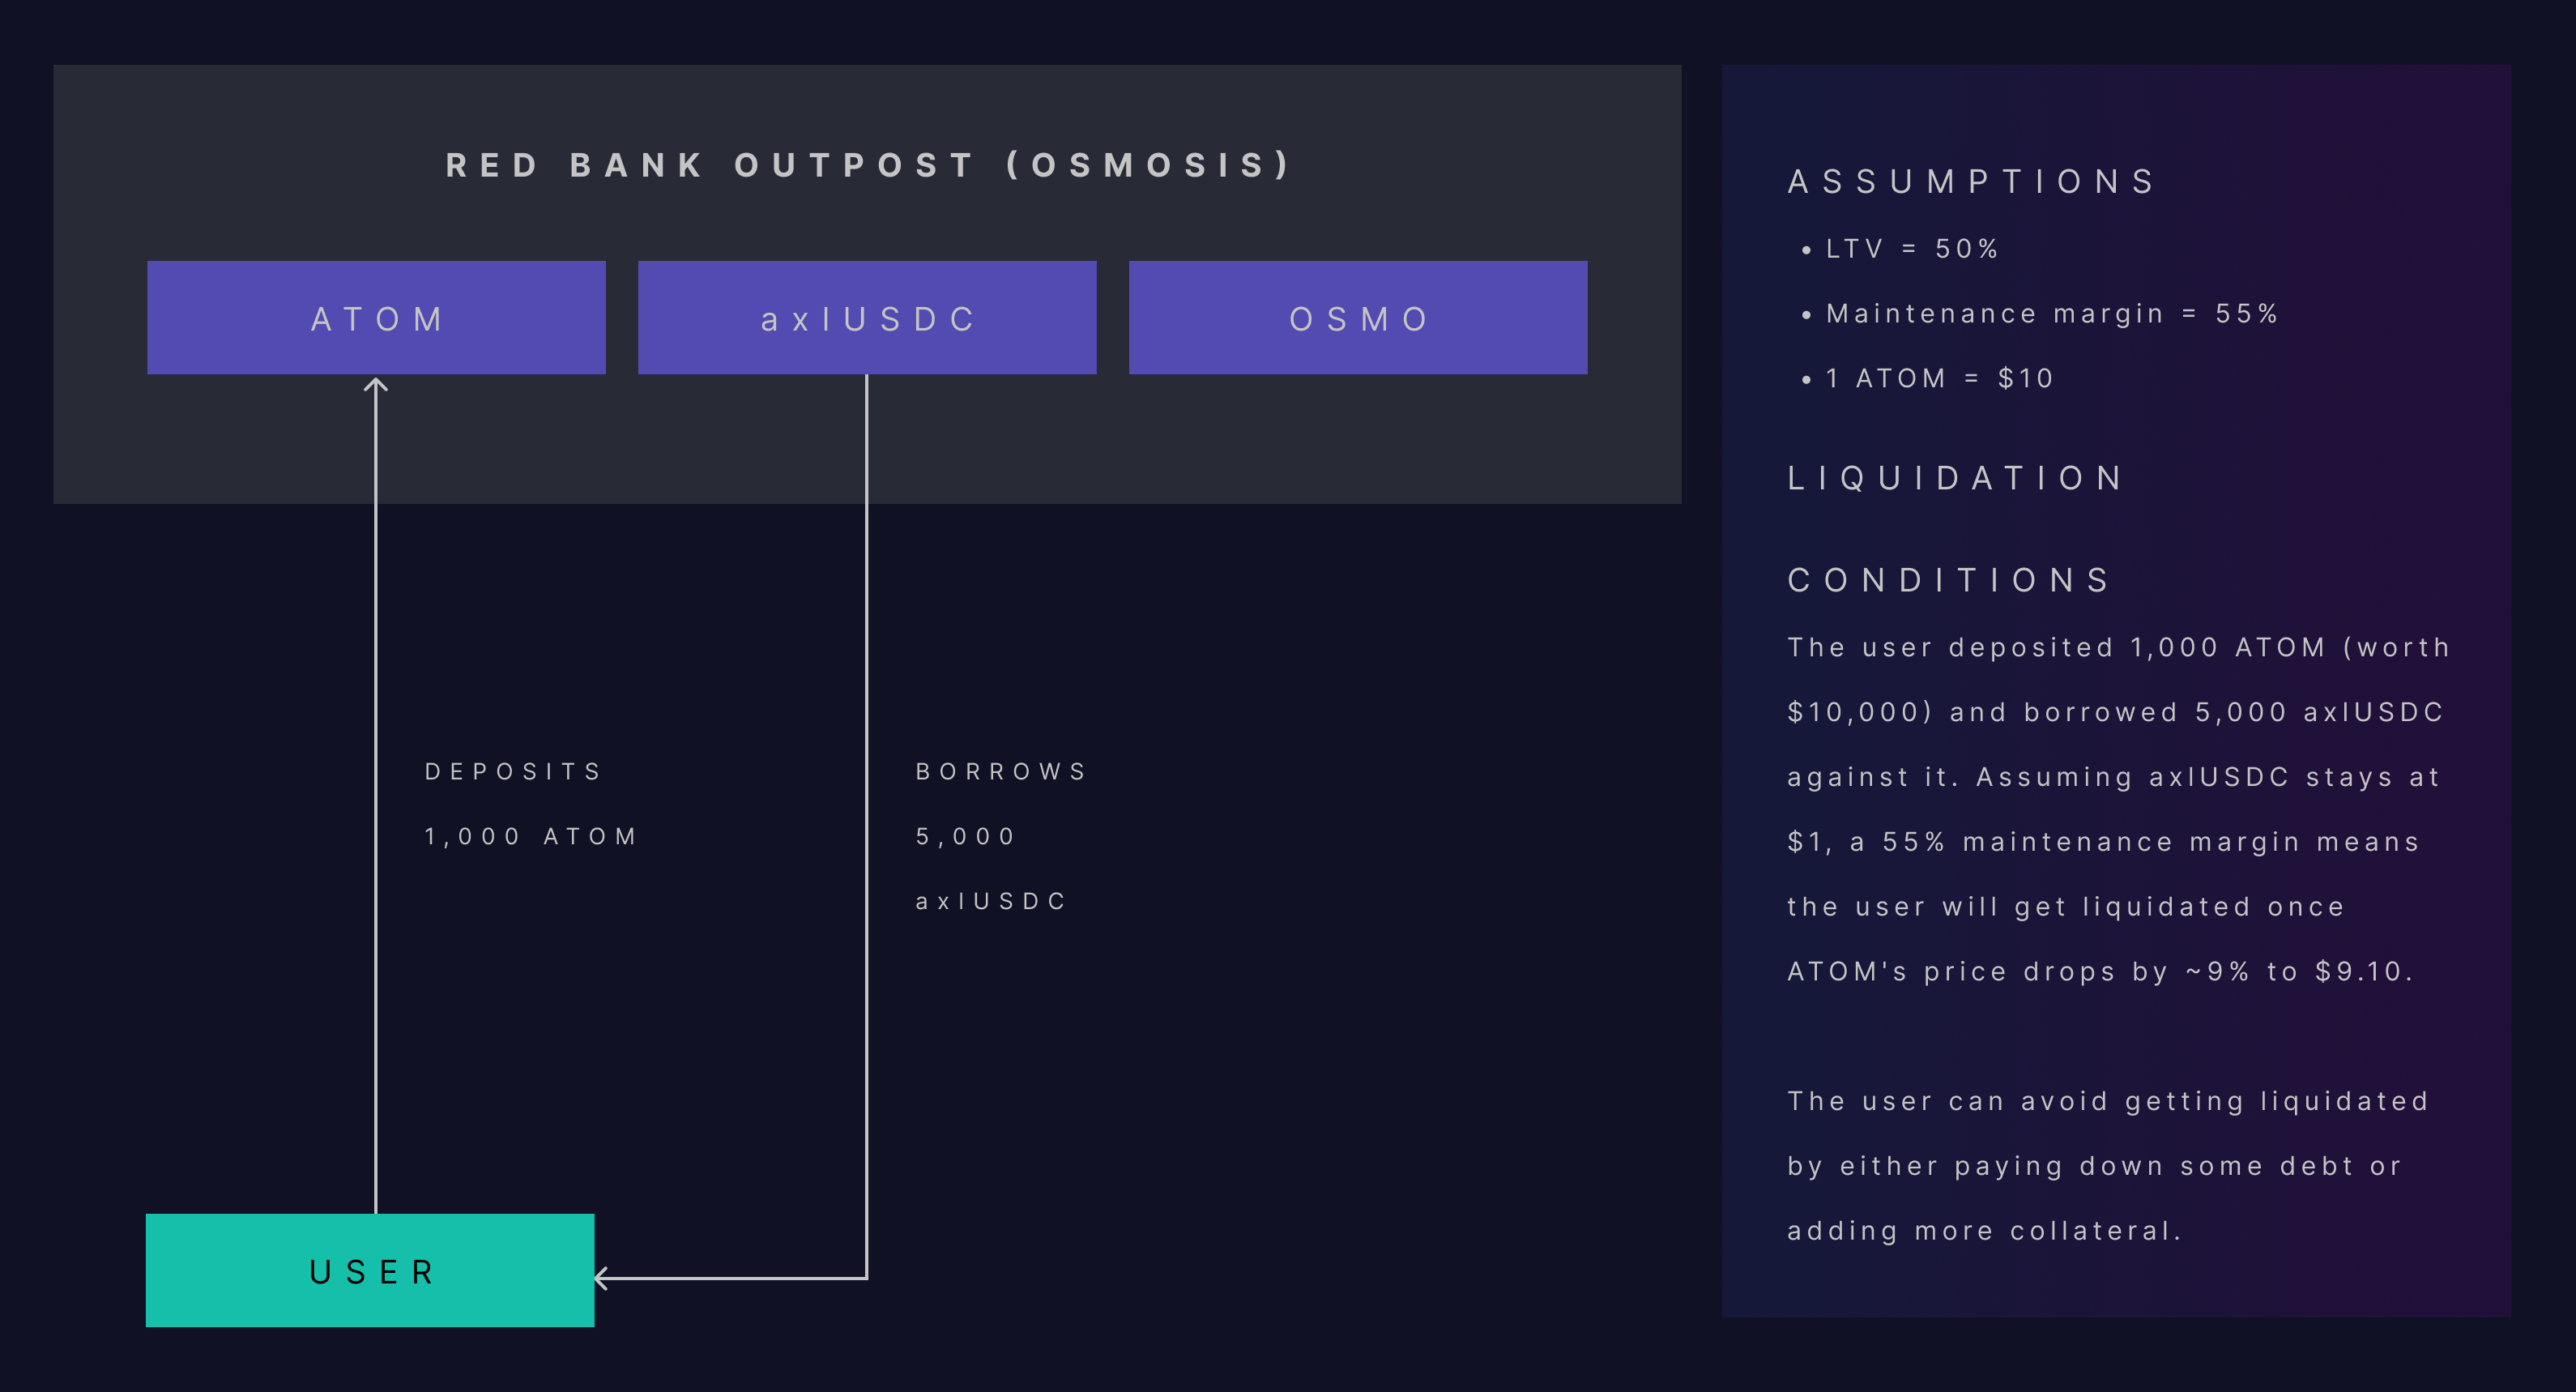 RED BANK OUTPOST (OSMOSIS)
ATOM
axlUSDC
OSMO
DEPOSITS
1,000 ATOM
BORROWS
5,000
axlUSDC
USER
ASSUMPTIONS
• LTV = 50%
• Maintenance margin = 55%
• 1 ATOM = $10
LIQUIDATION
CONDITIONS
The user deposited 1,000 ATOM (worth
$10,000) and borrowed 5,000 axlUSDC
against it. Assuming axlUSDC stays at
$1, a 55% maintenance margin means
the user will get liquidated once
ATOM's price drops by ~9% to $9.10.
The user can avoid getting liquidated
by either paying down some debt or
adding more collateral.